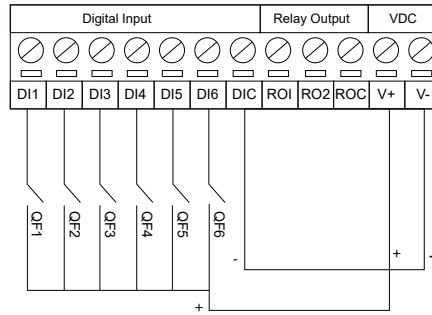 Digital Input Relay Output VDC
DI1 DI2 DI3 DI4 DI5 DI6 DIC ROI RO2 ROC V+ V-
QF1 QF2 QF3 QF4 QF5 QF6
- + -
+